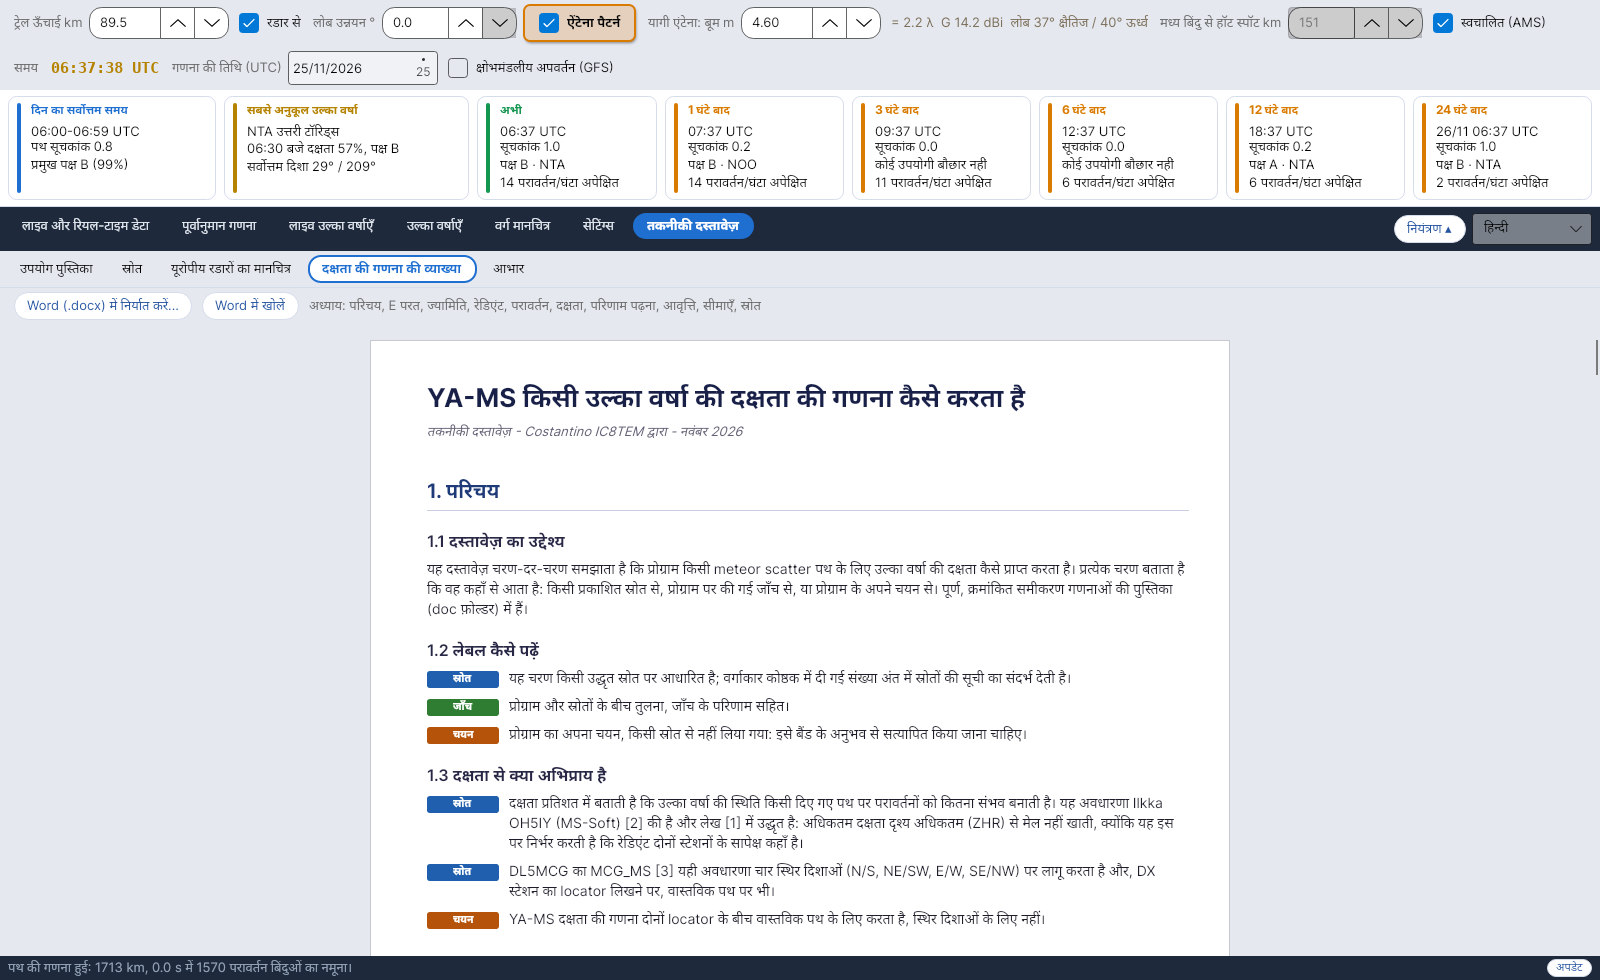 ट्रेल ऊँचाई km 89.5 रडार से लोब उन्नयन ° 0.0 ऐंटेना पैटर्न यागी एंटेना: बूम m 4.60 = 2.2 λ G 14.2 dBi लोब 37° क्षैतिज / 40° ऊर्ध्व मध्य बिंदु से हॉट स्पॉट km 151 स्वचालित (AMS)
समय 06:37:38 UTC गणना की तिथि (UTC) 25/11/2026 25 क्षोभमंडलीय अपवर्तन (GFS)
दिन का सर्वोत्तम समय
06:00-06:59 UTC
पथ सूचकांक 0.8
प्रमुख पक्ष B (99%)
सबसे अनुकूल उल्का वर्षा
NTA उत्तरी टॉरिड्स
06:30 बजे दक्षता 57%, पक्ष B
सर्वोत्तम दिशा 29° / 209°
अभी
06:37 UTC
सूचकांक 1.0
पक्ष B · NTA
14 परावर्तन/घंटा अपेक्षित
1 घंटे बाद
07:37 UTC
सूचकांक 0.2
पक्ष B · NOO
14 परावर्तन/घंटा अपेक्षित
3 घंटे बाद
09:37 UTC
सूचकांक 0.0
कोई उपयोगी बौछार नहीं
11 परावर्तन/घंटा अपेक्षित
6 घंटे बाद
12:37 UTC
सूचकांक 0.0
कोई उपयोगी बौछार नहीं
6 परावर्तन/घंटा अपेक्षित
12 घंटे बाद
18:37 UTC
सूचकांक 0.2
पक्ष A · NTA
6 परावर्तन/घंटा अपेक्षित
24 घंटे बाद
26/11 06:37 UTC
सूचकांक 1.0
पक्ष B · NTA
2 परावर्तन/घंटा अपेक्षित
लाइव और रियल-टाइम डेटा पूर्वानुमान गणना लाइव उल्का वर्षाएँ उल्का वर्षाएँ वर्ग मानचित्र सेटिंग्स तकनीकी दस्तावेज़ नियंत्रण ▴ हिन्दी
उपयोग पुस्तिका स्रोत यूरोपीय रडारों का मानचित्र दक्षता की गणना की व्याख्या आभार
Word (.docx) में निर्यात करें... Word में खोलें अध्याय: परिचय, E परत, ज्यामिति, रेडिएंट, परावर्तन, दक्षता, परिणाम पढ़ना, आवृत्ति, सीमाएँ, स्रोत
YA-MS किसी उल्का वर्षा की दक्षता की गणना कैसे करता है
तकनीकी दस्तावेज़ - Costantino IC8TEM द्वारा - नवंबर 2026
1. परिचय
1.1 दस्तावेज़ का उद्देश्य
यह दस्तावेज़ चरण-दर-चरण समझाता है कि प्रोग्राम किसी meteor scatter पथ के लिए उल्का वर्षा की दक्षता कैसे प्राप्त करता है। प्रत्येक चरण बताता है
कि वह कहाँ से आता है: किसी प्रकाशित स्रोत से, प्रोग्राम पर की गई जाँच से, या प्रोग्राम के अपने चयन से। पूर्ण, क्रमांकित समीकरण गणनाओं की पुस्तिका
(doc फ़ोल्डर) में हैं।
1.2 लेबल कैसे पढ़ें
स्रोत यह चरण किसी उद्धृत स्रोत पर आधारित है; वर्गाकार कोष्ठक में दी गई संख्या अंत में स्रोतों की सूची का संदर्भ देती है।
जाँच प्रोग्राम और स्रोतों के बीच तुलना, जाँच के परिणाम सहित।
चयन प्रोग्राम का अपना चयन, किसी स्रोत से नहीं लिया गया: इसे बैंड के अनुभव से सत्यापित किया जाना चाहिए।
1.3 दक्षता से क्या अभिप्राय है
स्रोत दक्षता प्रतिशत में बताती है कि उल्का वर्षा की स्थिति किसी दिए गए पथ पर परावर्तनों को कितना संभव बनाती है। यह अवधारणा Ilkka
OH5IY (MS-Soft) [2] की है और लेख [1] में उद्धृत है: अधिकतम दक्षता दृश्य अधिकतम (ZHR) से मेल नहीं खाती, क्योंकि यह इस
पर निर्भर करती है कि रेडिएंट दोनों स्टेशनों के सापेक्ष कहाँ है।
स्रोत DL5MCG का MCG_MS [3] यही अवधारणा चार स्थिर दिशाओं (N/S, NE/SW, E/W, SE/NW) पर लागू करता है और, DX
स्टेशन का locator लिखने पर, वास्तविक पथ पर भी।
चयन YA-MS दक्षता की गणना दोनों locator के बीच वास्तविक पथ के लिए करता है, स्थिर दिशाओं के लिए नहीं।
पथ की गणना हुई: 1713 km, 0.0 s में 1570 परावर्तन बिंदुओं का नमूना। अपडेट